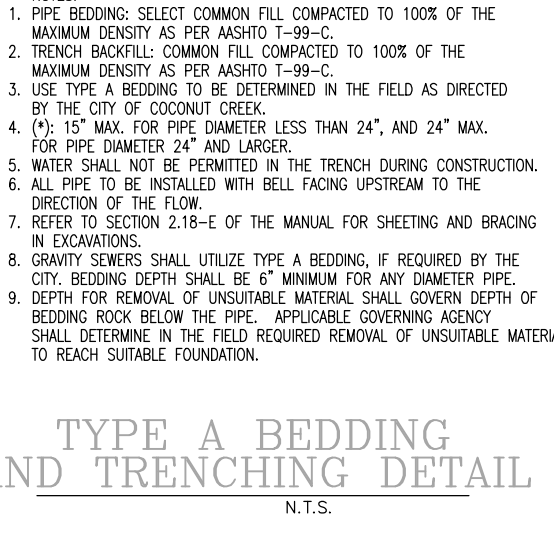 1. PIPE BEDDING: SELECT COMMON FILL COMPACTED TO 100% OF THE
MAXIMUM DENSITY AS PER AASHTO T-99-C.
2. TRENCH BACKFILL: COMMON FILL COMPACTED TO 100% OF THE
MAXIMUM DENSITY AS PER AASHTO T-99-C.
3. USE TYPE A BEDDING TO BE DETERMINED IN THE FIELD AS DIRECTED
BY THE CITY OF COCONUT CREEK.
4. (*): 15" MAX. FOR PIPE DIAMETER LESS THAN 24", AND 24" MAX.
FOR PIPE DIAMETER 24" AND LARGER.
5. WATER SHALL NOT BE PERMITTED IN THE TRENCH DURING CONSTRUCTION.
6. ALL PIPE TO BE INSTALLED WITH BELL FACING UPSTREAM TO THE
DIRECTION OF THE FLOW.
7. REFER TO SECTION 2.18-E OF THE MANUAL FOR SHEETING AND BRACING
IN EXCAVATIONS.
8. GRAVITY SEWERS SHALL UTILIZE TYPE A BEDDING, IF REQUIRED BY THE
CITY. BEDDING DEPTH SHALL BE 6" MINIMUM FOR ANY DIAMETER PIPE.
9. DEPTH FOR REMOVAL OF UNSUITABLE MATERIAL SHALL GOVERN DEPTH OF
BEDDING ROCK BELOW THE PIPE. APPLICABLE GOVERNING AGENCY
SHALL DETERMINE IN THE FIELD REQUIRED REMOVAL OF UNSUITABLE MATERI
TO REACH SUITABLE FOUNDATION.
TYPE A BEDDING
ND TRENCHING DETAIL
N.T.S.